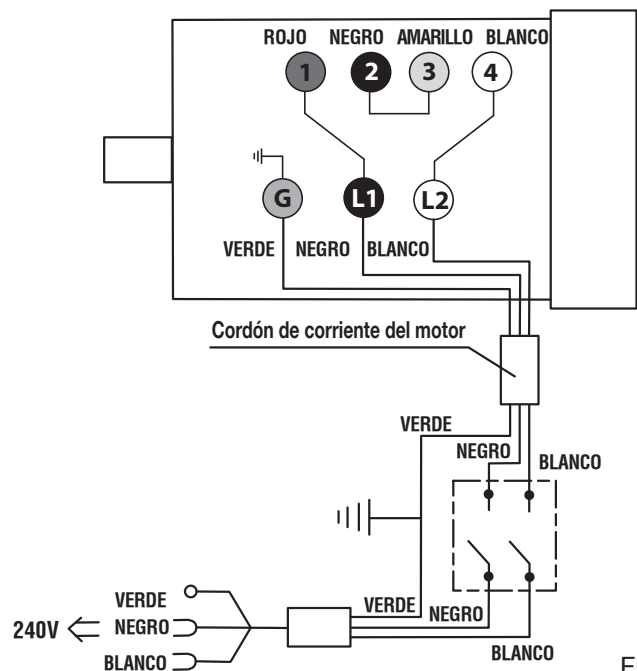 ROJO NEGRO AMARILLO BLANCO
1 2 3 4
G L1 L2
VERDE NEGRO BLANCO
Cordón de corriente del motor
VERDE
NEGRO
BLANCO
VERDE
VERDE
NEGRO
240V NEGRO
BLANCO
BLANCO